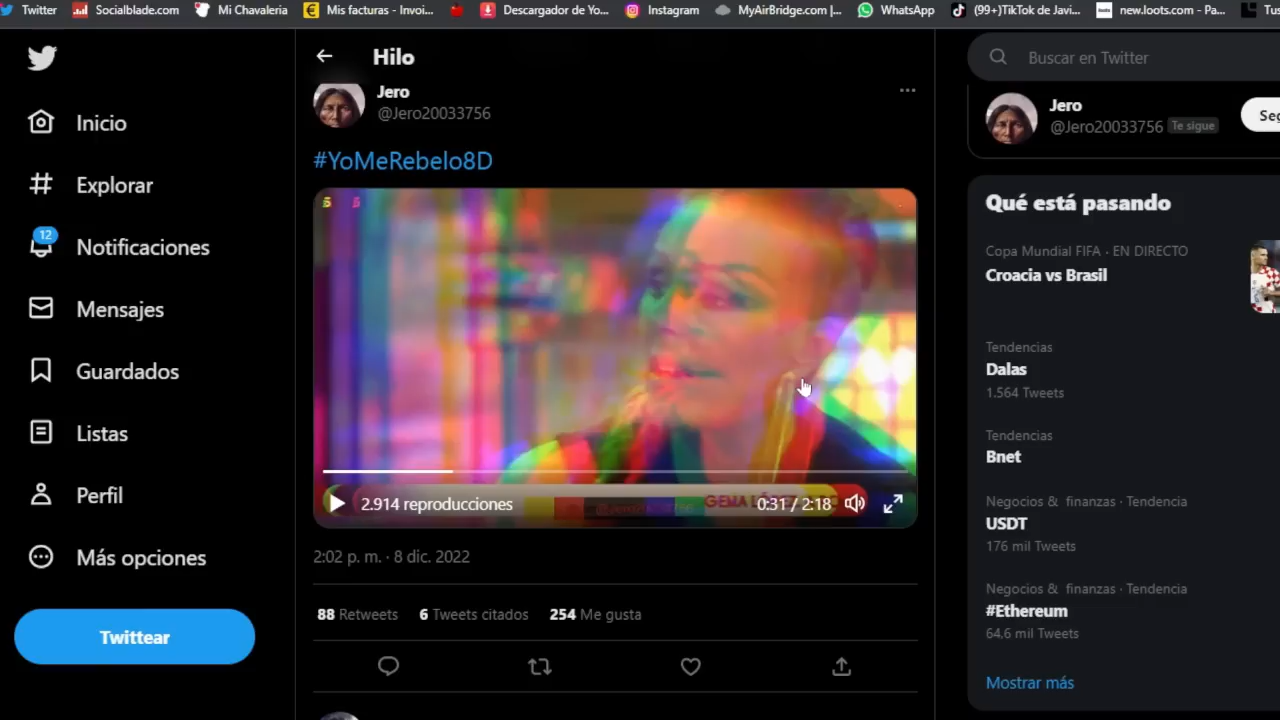 Twitter
Socialblade.com
Mi Chavaleria
Mis facturas - Invoi...
Descargador de Yo...
Instagram
MyAirBridge.com |...
WhatsApp
(99+)TikTok de Javi...
new.loots.com - Pa...
Tus
Hilo
Buscar en Twitter
Jero
@Jero20033756
Jero
@Jero20033756 Te sigue
Seg
Inicio
Explorar
12
Notificaciones
Mensajes
Guardados
Listas
Perfil
Más opciones
Twittear
#YoMeRebelo8D
2.914 reproducciones
GEMA
0:31 / 2:18
2:02 p. m. · 8 dic. 2022
88 Retweets 6 Tweets citados 254 Me gusta
Qué está pasando
Copa Mundial FIFA · EN DIRECTO
Croacia vs Brasil
Tendencias
Dalas
1.564 Tweets
Tendencias
Bnet
Negocios & finanzas · Tendencia
USDT
176 mil Tweets
Negocios & finanzas · Tendencia
#Ethereum
64,6 mil Tweets
Mostrar más